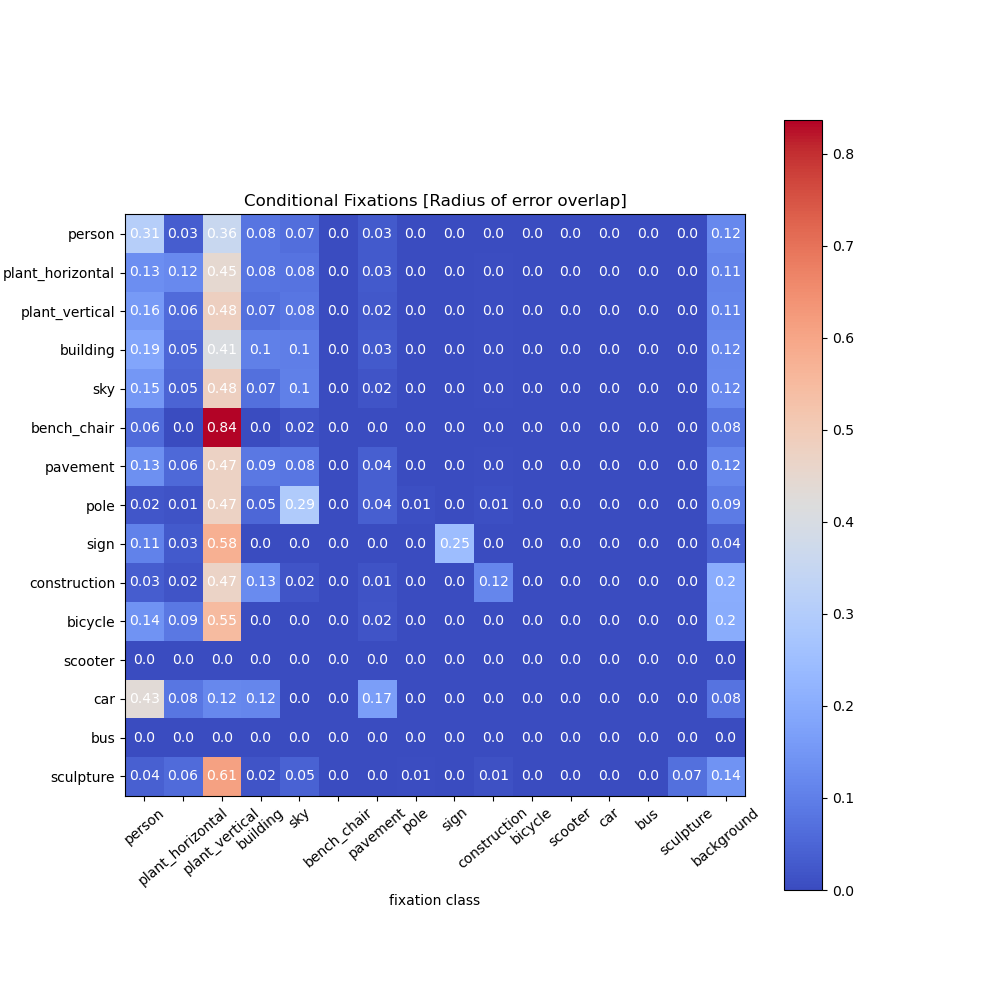 Conditional Fixations [Radius of error overlap]
person 0.31 0.03 0.36 0.08 0.07 0.0 0.03 0.0 0.0 0.0 0.0 0.0 0.0 0.0 0.0 0.12
plant_horizontal 0.13 0.12 0.45 0.08 0.08 0.0 0.03 0.0 0.0 0.0 0.0 0.0 0.0 0.0 0.0 0.11
plant_vertical 0.16 0.06 0.48 0.07 0.08 0.0 0.02 0.0 0.0 0.0 0.0 0.0 0.0 0.0 0.0 0.11
building 0.19 0.05 0.41 0.1 0.1 0.0 0.03 0.0 0.0 0.0 0.0 0.0 0.0 0.0 0.0 0.12
sky 0.15 0.05 0.48 0.07 0.1 0.0 0.02 0.0 0.0 0.0 0.0 0.0 0.0 0.0 0.0 0.12
bench_chair 0.06 0.0 0.84 0.0 0.02 0.0 0.0 0.0 0.0 0.0 0.0 0.0 0.0 0.0 0.0 0.08
pavement 0.13 0.06 0.47 0.09 0.08 0.0 0.04 0.0 0.0 0.0 0.0 0.0 0.0 0.0 0.0 0.12
pole 0.02 0.01 0.47 0.05 0.29 0.0 0.04 0.01 0.0 0.01 0.0 0.0 0.0 0.0 0.0 0.09
sign 0.11 0.03 0.58 0.0 0.0 0.0 0.0 0.0 0.25 0.0 0.0 0.0 0.0 0.0 0.0 0.04
construction 0.03 0.02 0.47 0.13 0.02 0.0 0.01 0.0 0.0 0.12 0.0 0.0 0.0 0.0 0.0 0.2
bicycle 0.14 0.09 0.55 0.0 0.0 0.0 0.02 0.0 0.0 0.0 0.0 0.0 0.0 0.0 0.0 0.2
scooter 0.0 0.0 0.0 0.0 0.0 0.0 0.0 0.0 0.0 0.0 0.0 0.0 0.0 0.0 0.0 0.0
car 0.43 0.08 0.12 0.12 0.0 0.0 0.17 0.0 0.0 0.0 0.0 0.0 0.0 0.0 0.0 0.08
bus 0.0 0.0 0.0 0.0 0.0 0.0 0.0 0.0 0.0 0.0 0.0 0.0 0.0 0.0 0.0 0.0
sculpture 0.04 0.06 0.61 0.02 0.05 0.0 0.0 0.01 0.0 0.01 0.0 0.0 0.0 0.0 0.07 0.14
person plant_horizontal plant_vertical building sky bench_chair pavement pole sign construction bicycle scooter car bus sculpture background
fixation class
0.8
0.7
0.6
0.5
0.4
0.3
0.2
0.1
0.0